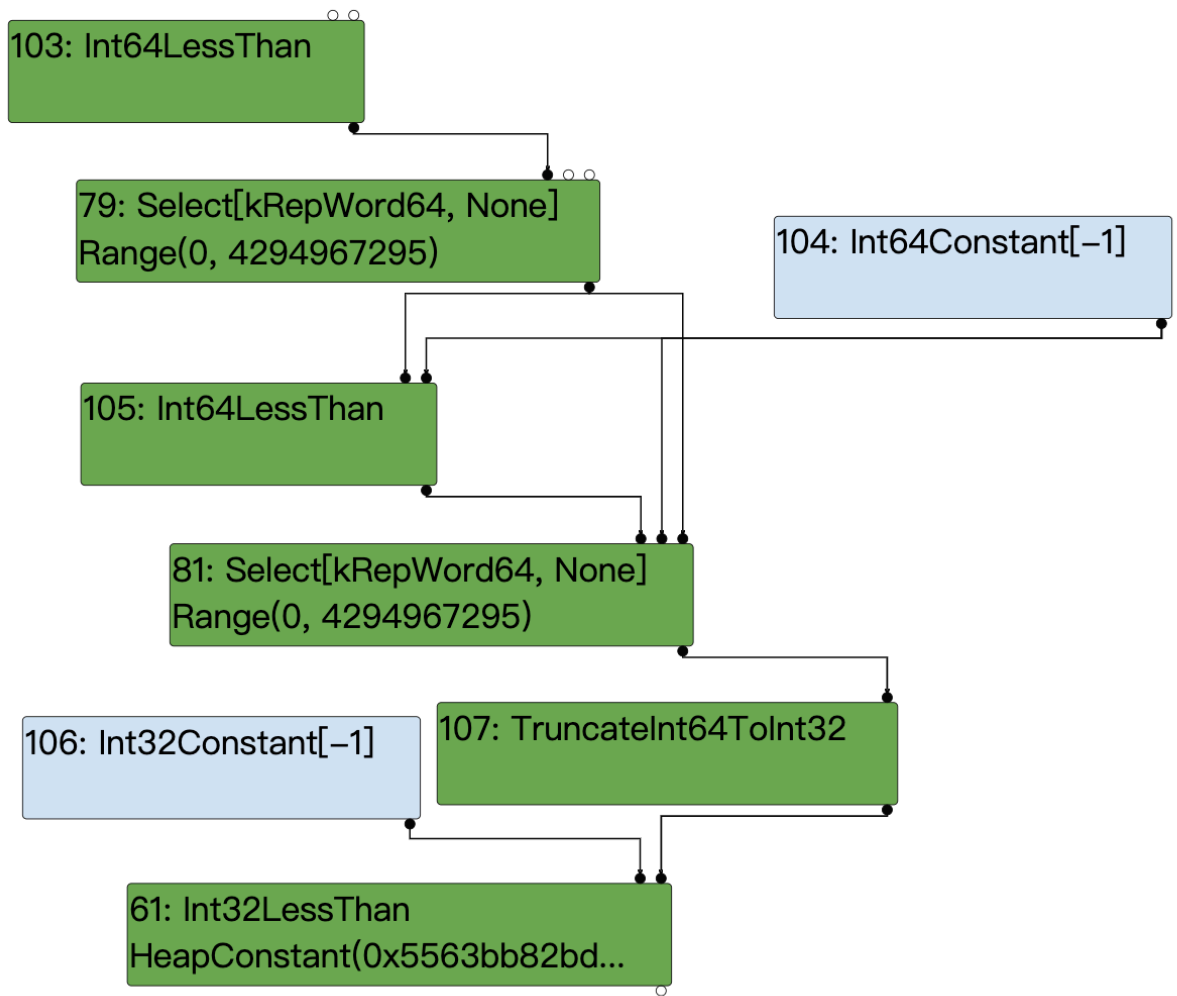 103: Int64LessThan
79: Select[kRepWord64, None]
Range(0, 4294967295)
104: Int64Constant[-1]
105: Int64LessThan
81: Select[kRepWord64, None]
Range(0, 4294967295)
106: Int32Constant[-1]
107: TruncateInt64ToInt32
61: Int32LessThan
HeapConstant(0x5563bb82bd...